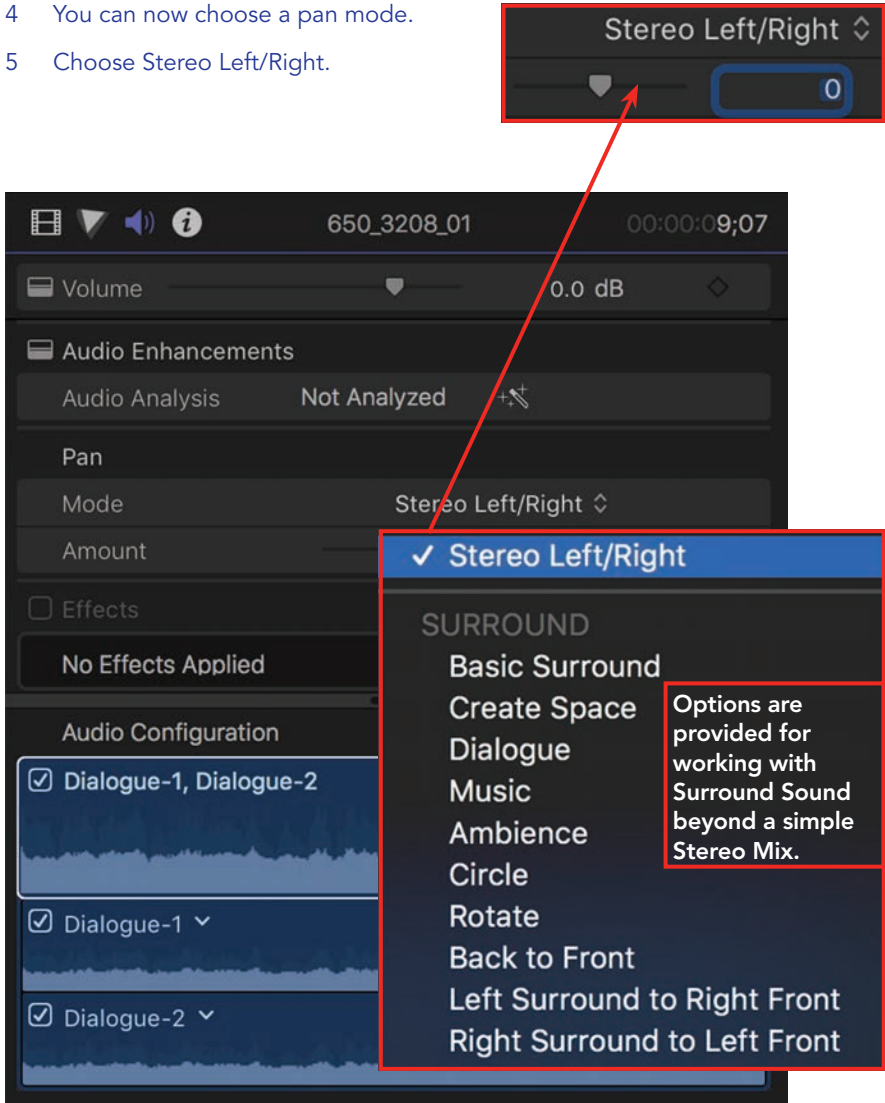 4 You can now choose a pan mode.
5 Choose Stereo Left/Right.
Stereo Left/Right
0
650_3208_01
00:00:09;07
Volume
0.0 dB
Audio Enhancements
Audio Analysis
Not Analyzed
Pan
Mode
Stereo Left/Right
Amount
Effects
No Effects Applied
Audio Configuration
Dialogue-1, Dialogue-2
Dialogue-1
Dialogue-2
✓ Stereo Left/Right
SURROUND
Basic Surround
Create Space
Dialogue
Music
Ambience
Circle
Rotate
Back to Front
Left Surround to Right Front
Right Surround to Left Front
Options are
provided for
working with
Surround Sound
beyond a simple
Stereo Mix.